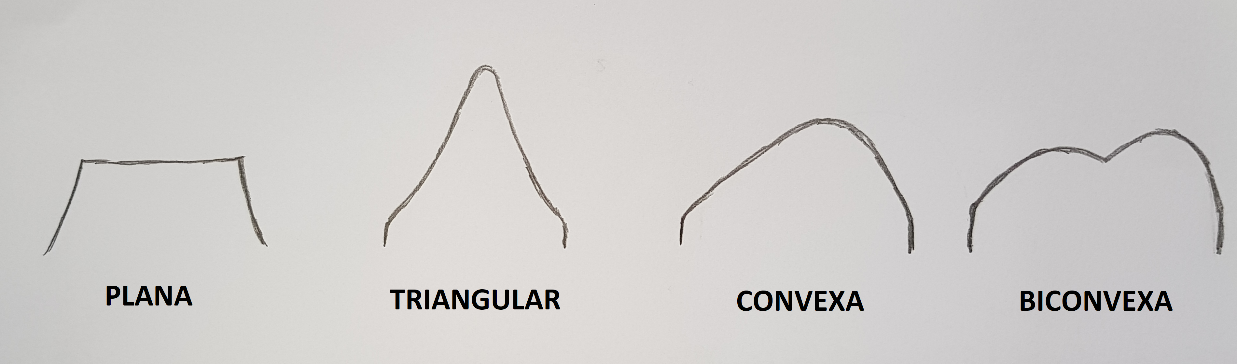 PLANA
TRIANGULAR
CONVEXA
BICONVEXA